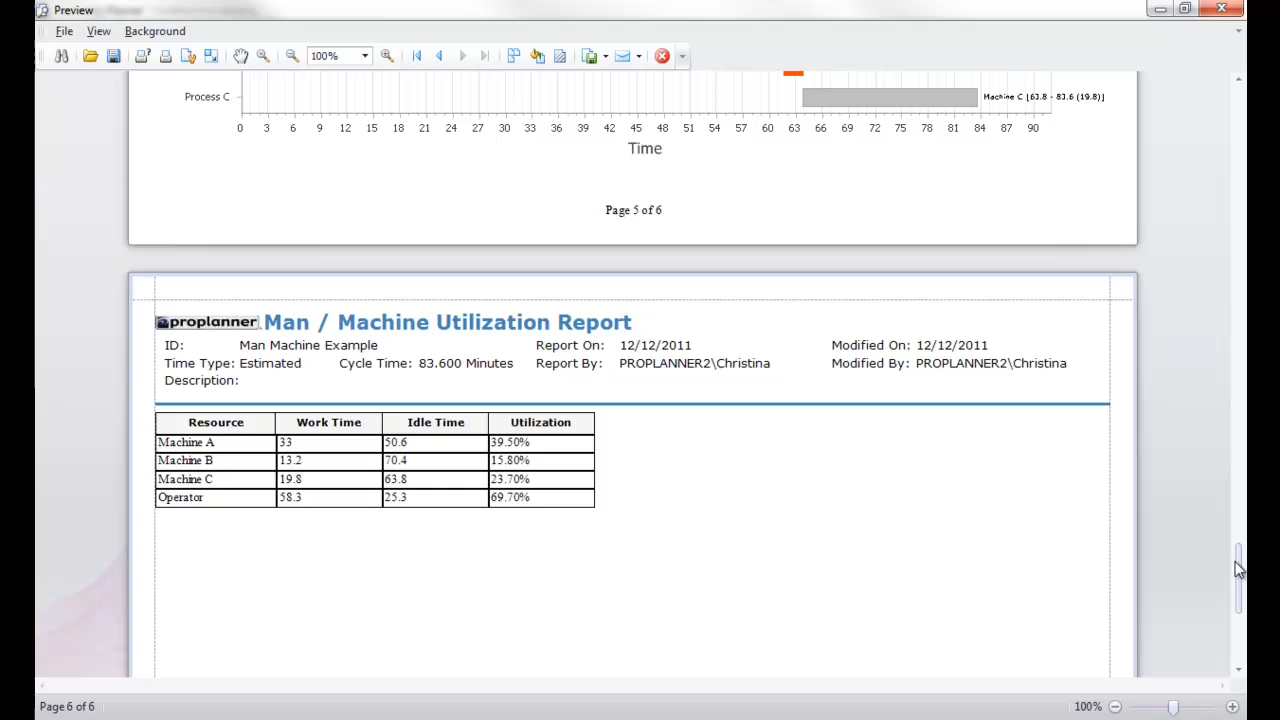 Preview
File View Background
100%
Process C
Machine C [63.8 - 83.6 (19.8)]
0 3 6 9 12 15 18 21 24 27 30 33 36 39 42 45 48 51 54 57 60 63 66 69 72 75 78 81 84 87 90
Time
Page 5 of 6
proplanner Man / Machine Utilization Report
ID: Man Machine Example Report On: 12/12/2011 Modified On: 12/12/2011
Time Type: Estimated Cycle Time: 83.600 Minutes Report By: PROPLANNER2\Christina Modified By: PROPLANNER2\Christina
Description:
Resource Work Time Idle Time Utilization
Machine A 33 50.6 39.50%
Machine B 13.2 70.4 15.80%
Machine C 19.8 63.8 23.70%
Operator 58.3 25.3 69.70%
Page 6 of 6 100%